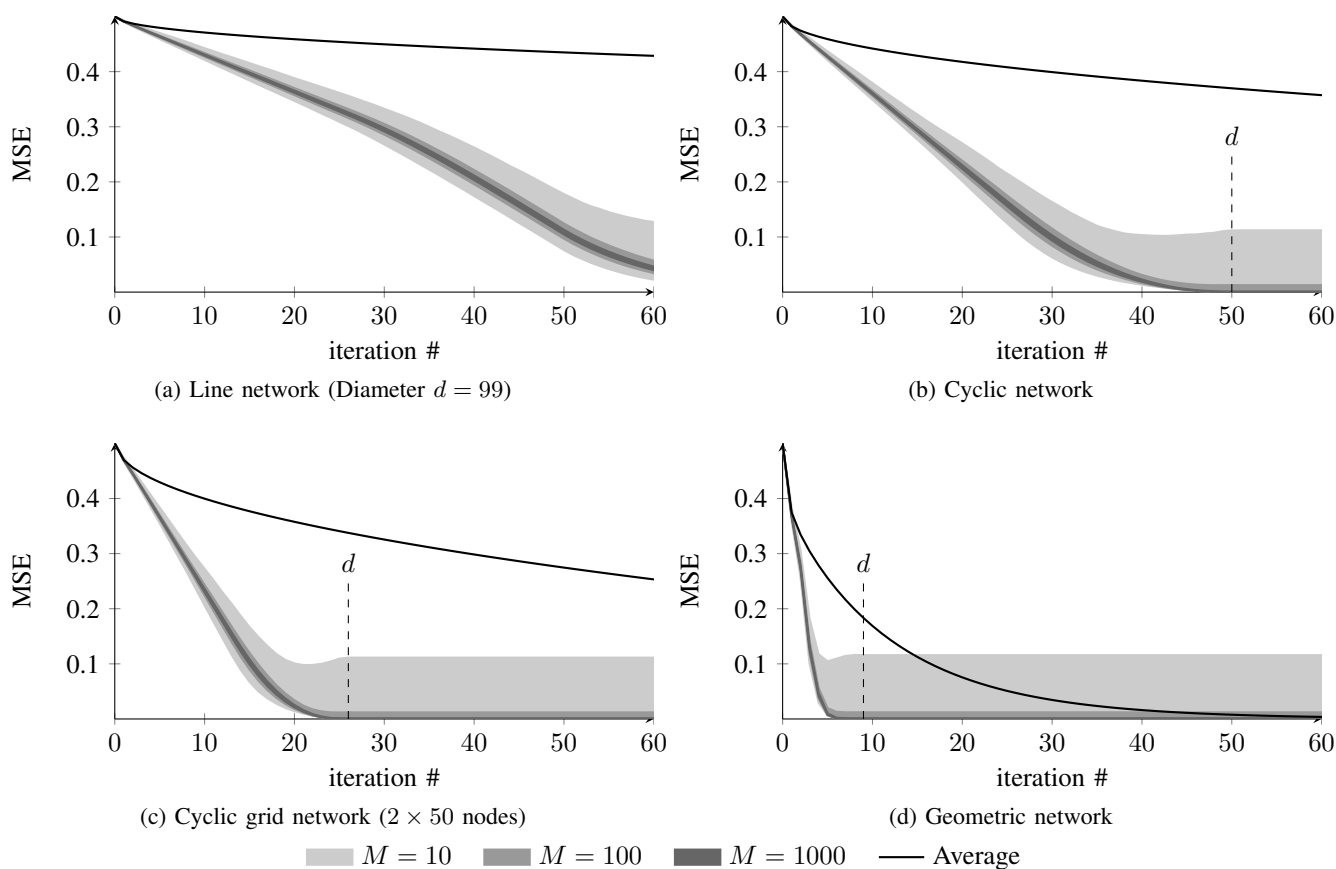 0.4
0.3
0.2
0.1
MSE
0 10 20 30 40 50 60
iteration #
(a) Line network (Diameter d = 99)
0.4
0.3
0.2
0.1
MSE
d
0 10 20 30 40 50 60
iteration #
(b) Cyclic network
0.4
0.3
0.2
0.1
MSE
d
0 10 20 30 40 50 60
iteration #
(c) Cyclic grid network (2 × 50 nodes)
0.4
0.3
0.2
0.1
MSE
d
0 10 20 30 40 50 60
iteration #
(d) Geometric network
M = 10 M = 100 M = 1000 Average